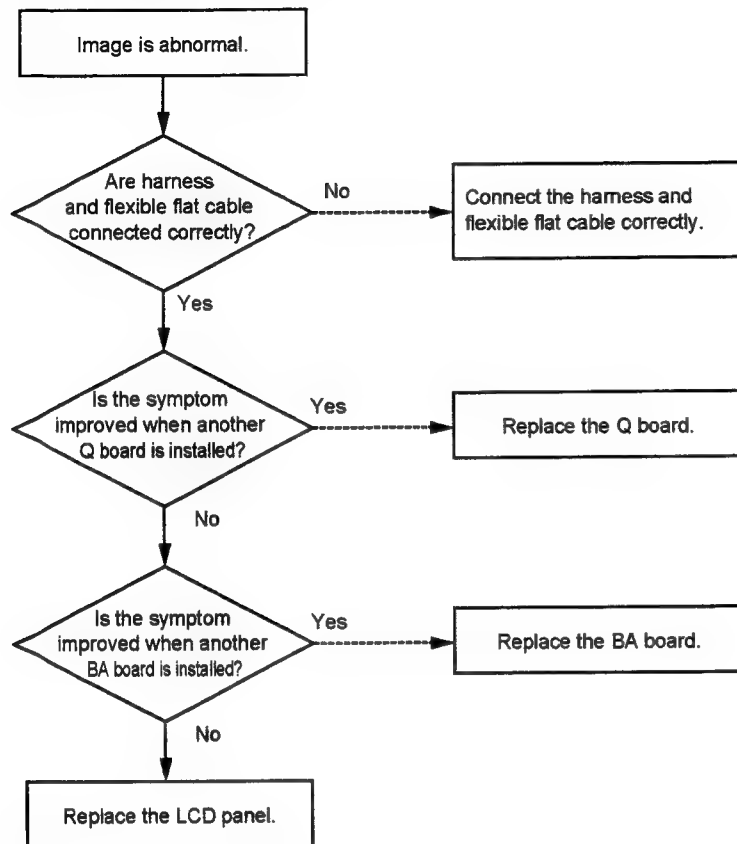 Image is abnormal.
Are harness
and flexible flat cable
connected correctly?
No
Connect the harness and
flexible flat cable correctly.
Yes
Is the symptom
improved when another
Q board is installed?
Yes
Replace the Q board.
No
Is the symptom
improved when another
BA board is installed?
Yes
Replace the BA board.
No
Replace the LCD panel.